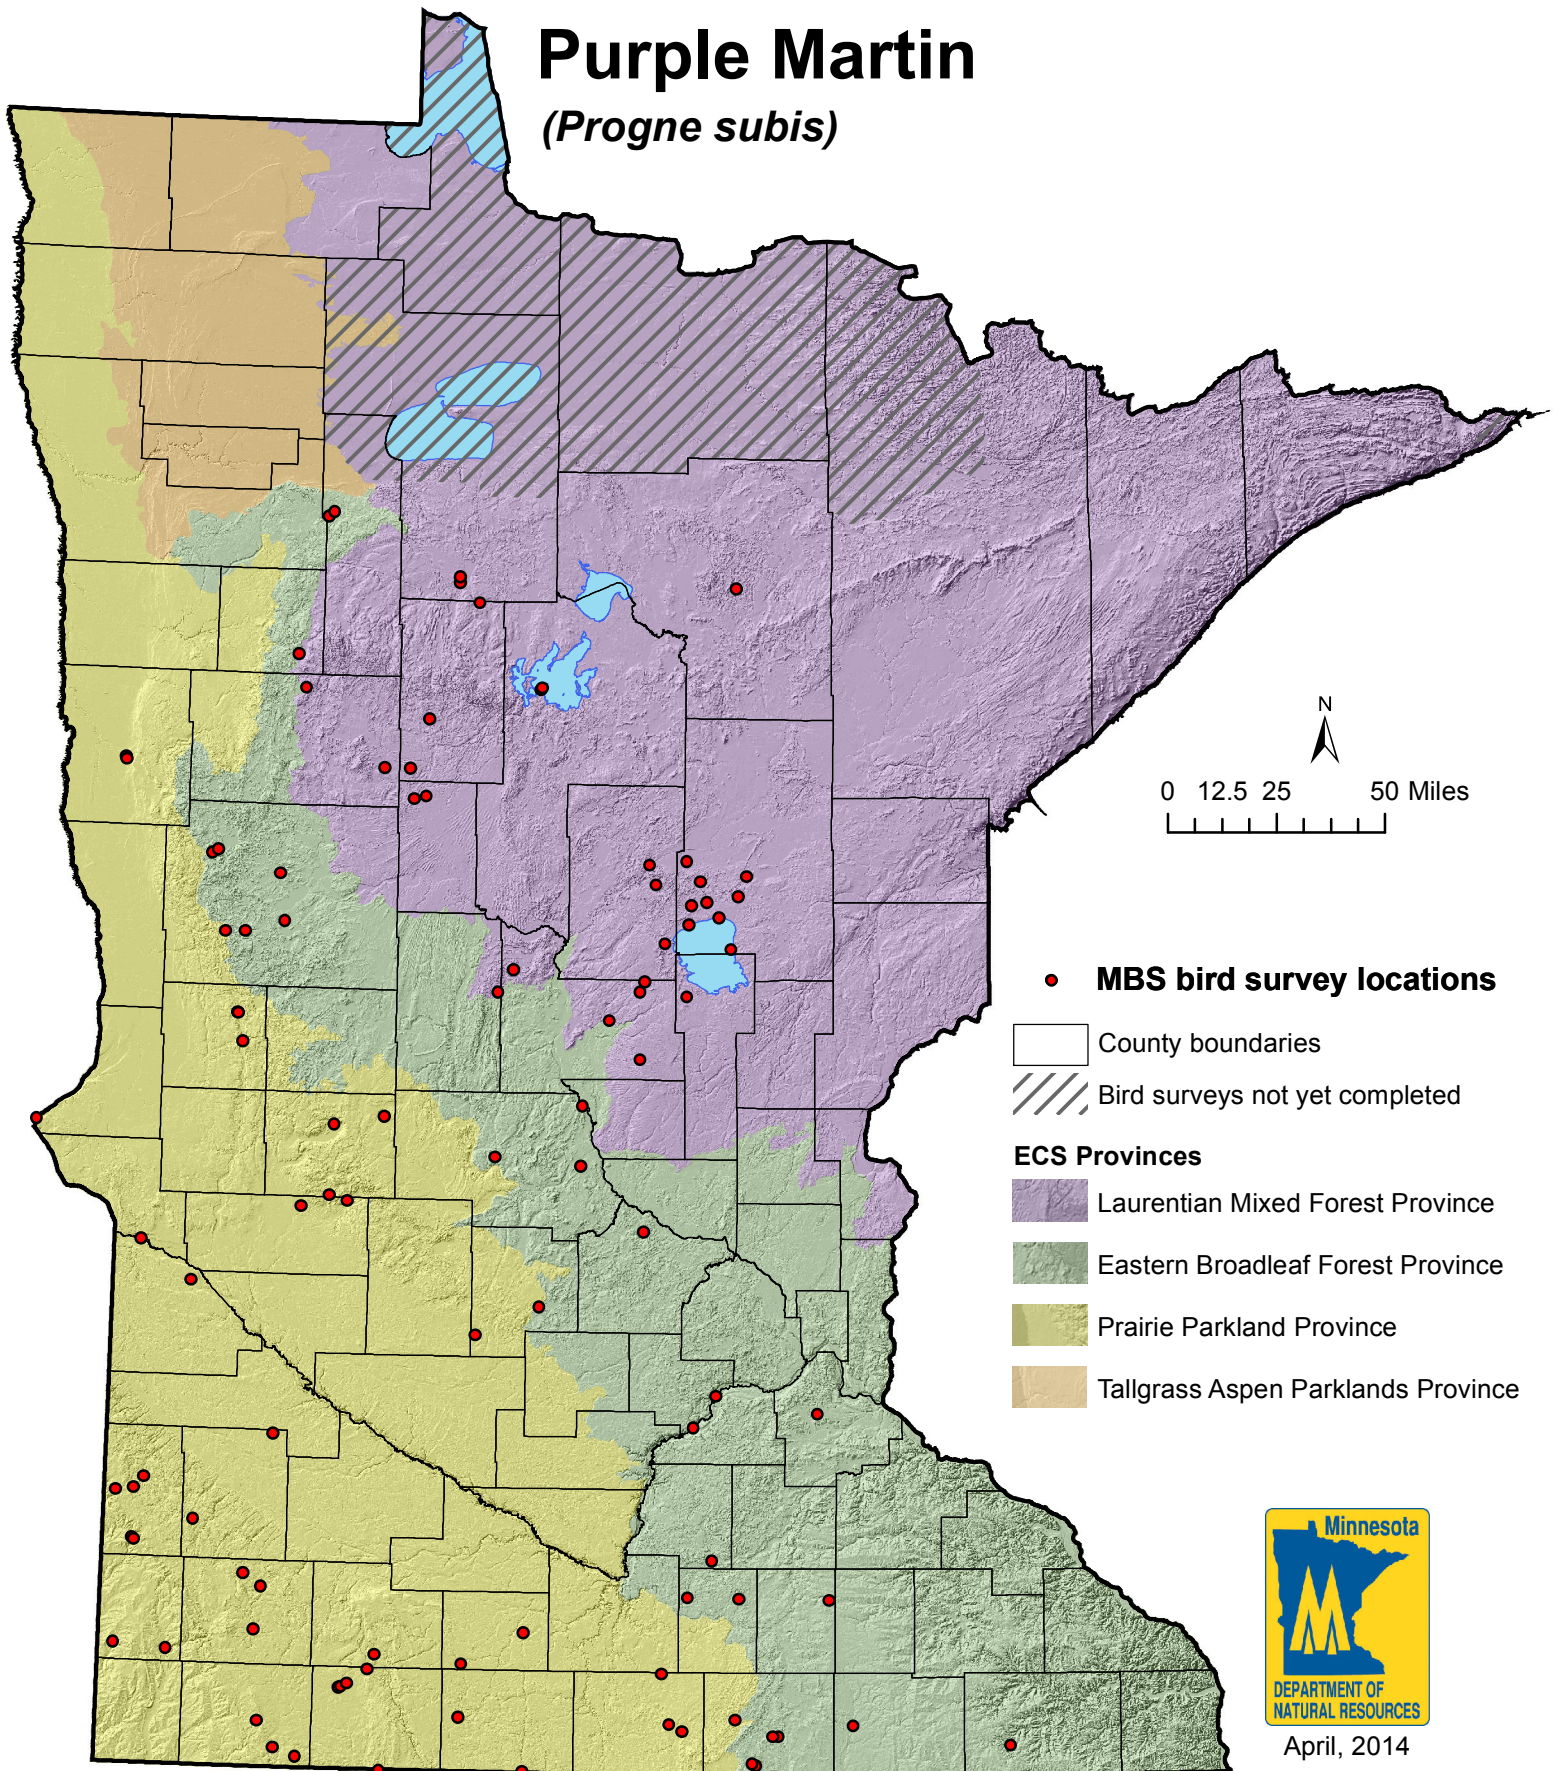 Purple Martin
(Progne subis)
N
0 12.5 25 50 Miles
MBS bird survey locations
County boundaries
Bird surveys not yet completed
ECS Provinces
Laurentian Mixed Forest Province
Eastern Broadleaf Forest Province
Prairie Parkland Province
Tallgrass Aspen Parklands Province
Minnesota
DEPARTMENT OF
NATURAL RESOURCES
April, 2014